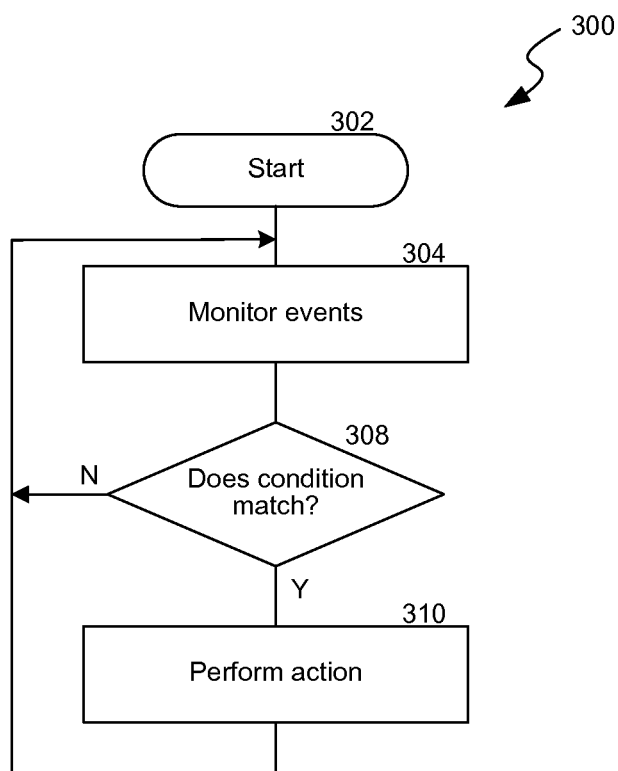 300
302
Start
304
Monitor events
308
Does condition
match?
N
Y
310
Perform action